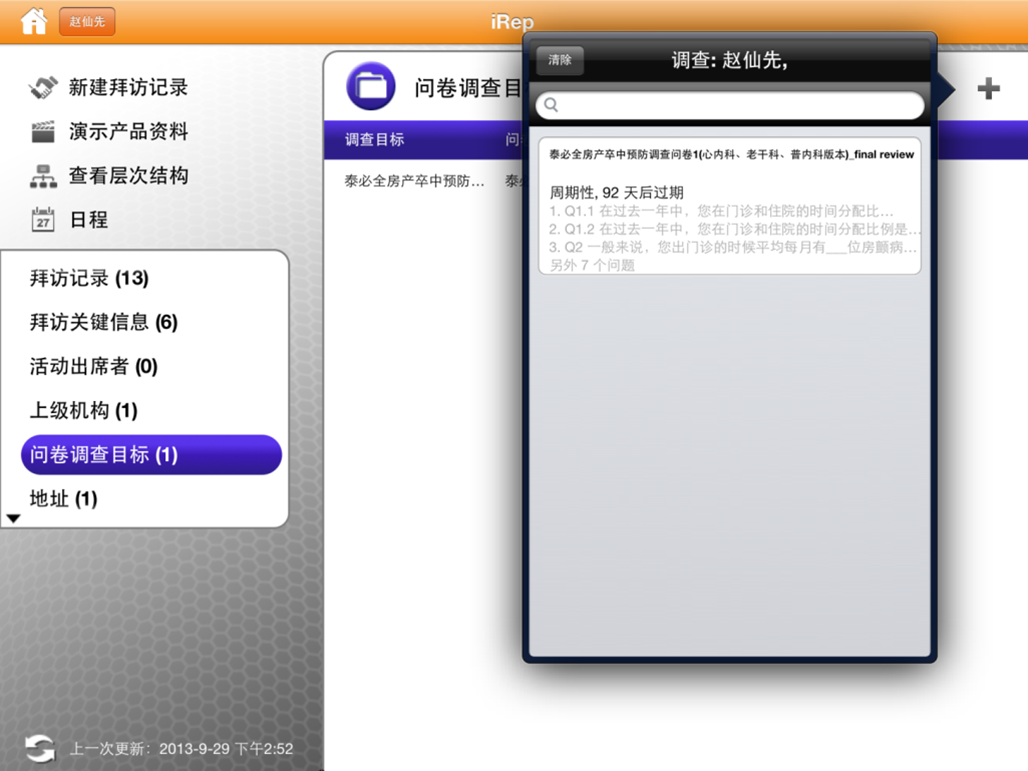 赵仙先
iRep
新建拜访记录
演示产品资料
查看层次结构
27
日程
拜访记录 (13)
拜访关键信息 (6)
活动出席者 (0)
上级机构 (1)
问卷调查目标 (1)
地址 (1)
上一次更新: 2013-9-29 下午2:52
问卷调查目
调查目标 问
泰必全房产卒中预防... 泰
清除
调查: 赵仙先,
泰必全房产卒中预防调查问卷1(心内科、老干科、普内科版本)_final review
周期性, 92 天后过期
1. Q1.1 在过去一年中，您在门诊和住院的时间分配比...
2. Q1.2 在过去一年中，您在门诊和住院的时间分配比例是...
3. Q2 一般来说，您出门诊的时候平均每月有___位房颤病...
另外 7 个问题